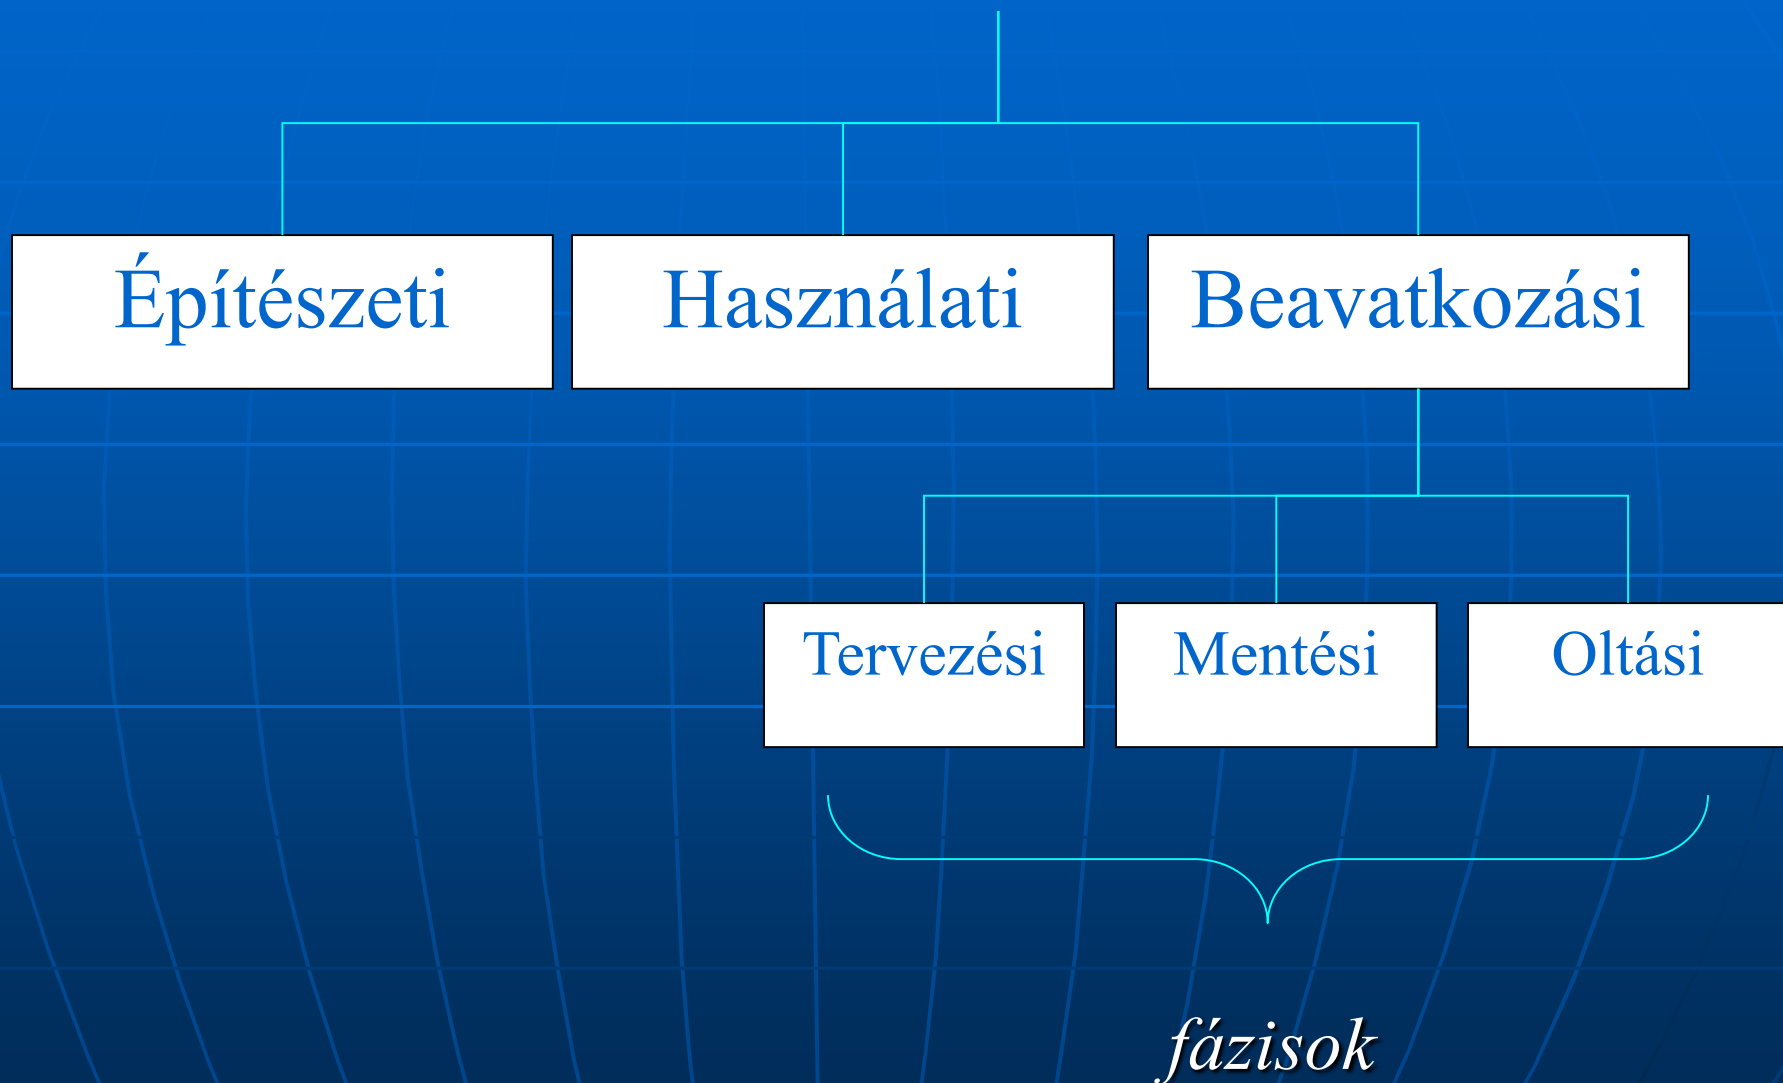 Építészeti
Használati
Beavatkozási
Tervezési
Mentési
Oltási
fázisok